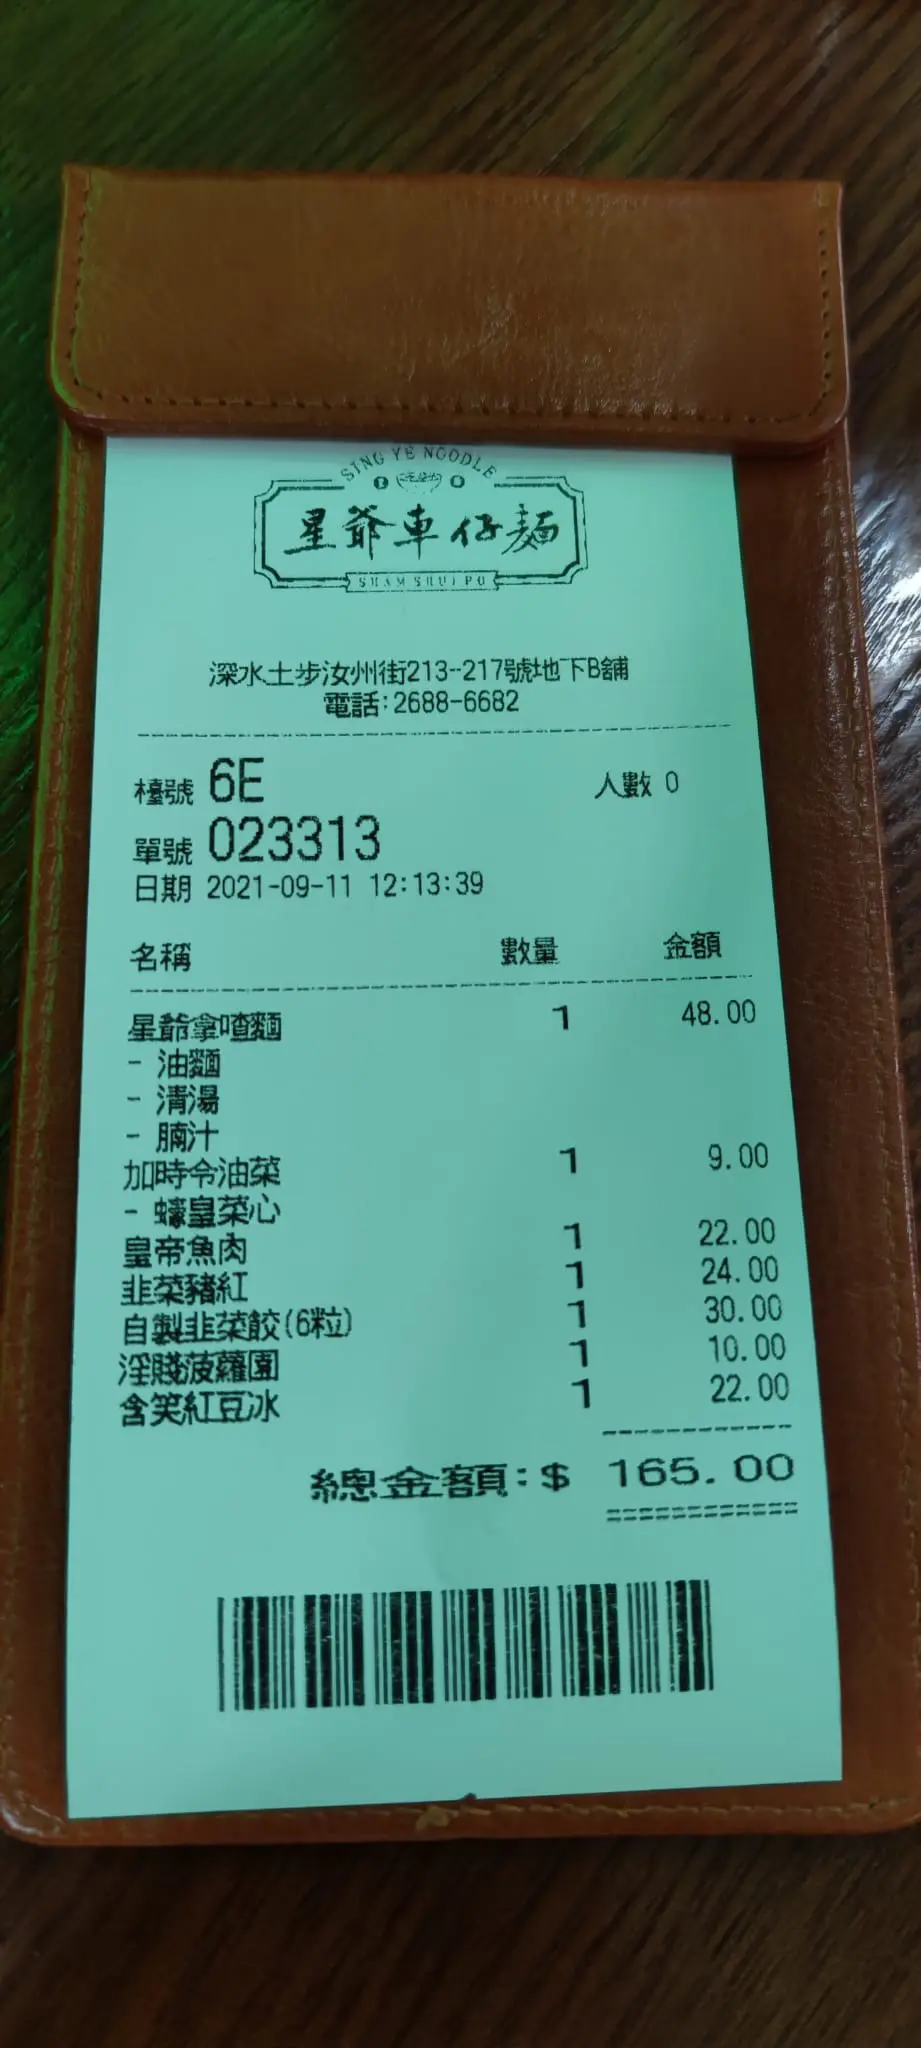 SING YE NOODLE
星爺車仔麵
SHAM SHUI PO
深水土步汝州街213-217號地下B舖
電話:2688-6682
檯號 6E 人數 0
單號 023313
日期 2021-09-11 12:13:39
名稱 數量 金額
星爺拿喳麵 1 48.00
- 油麵
- 清湯
- 腩汁
加時令油菜 1 9.00
- 蠔皇菜心
皇帝魚肉 1 22.00
韭菜豬紅 1 24.00
自製韭菜餃(6粒) 1 30.00
淫賤菠蘿園 1 10.00
含笑紅豆冰 1 22.00
總金額:$ 165.00